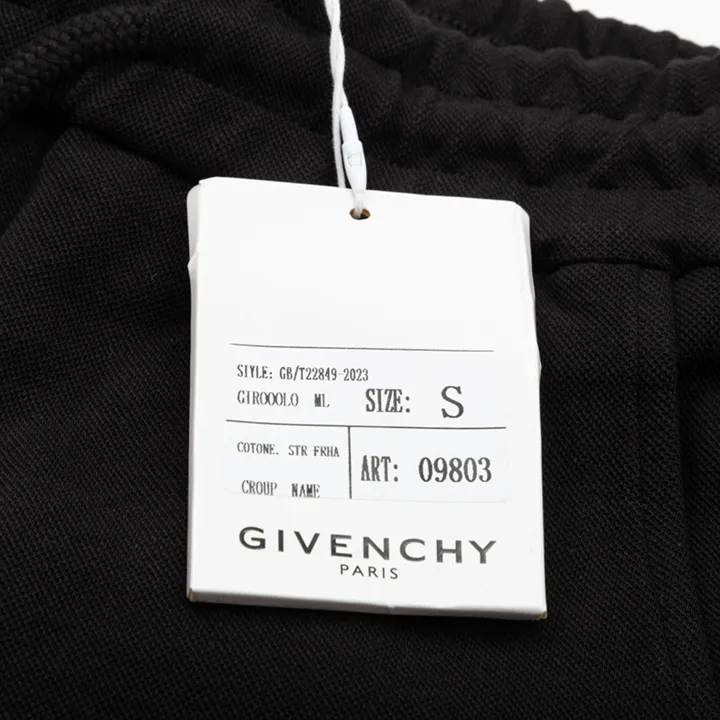 STYLE: GB/T22849-2023
GIROOOLO ML SIZE: S
COTONE. STR-FRHA
ART: 09803
CROUP NAME
GIVENCHY
PARIS